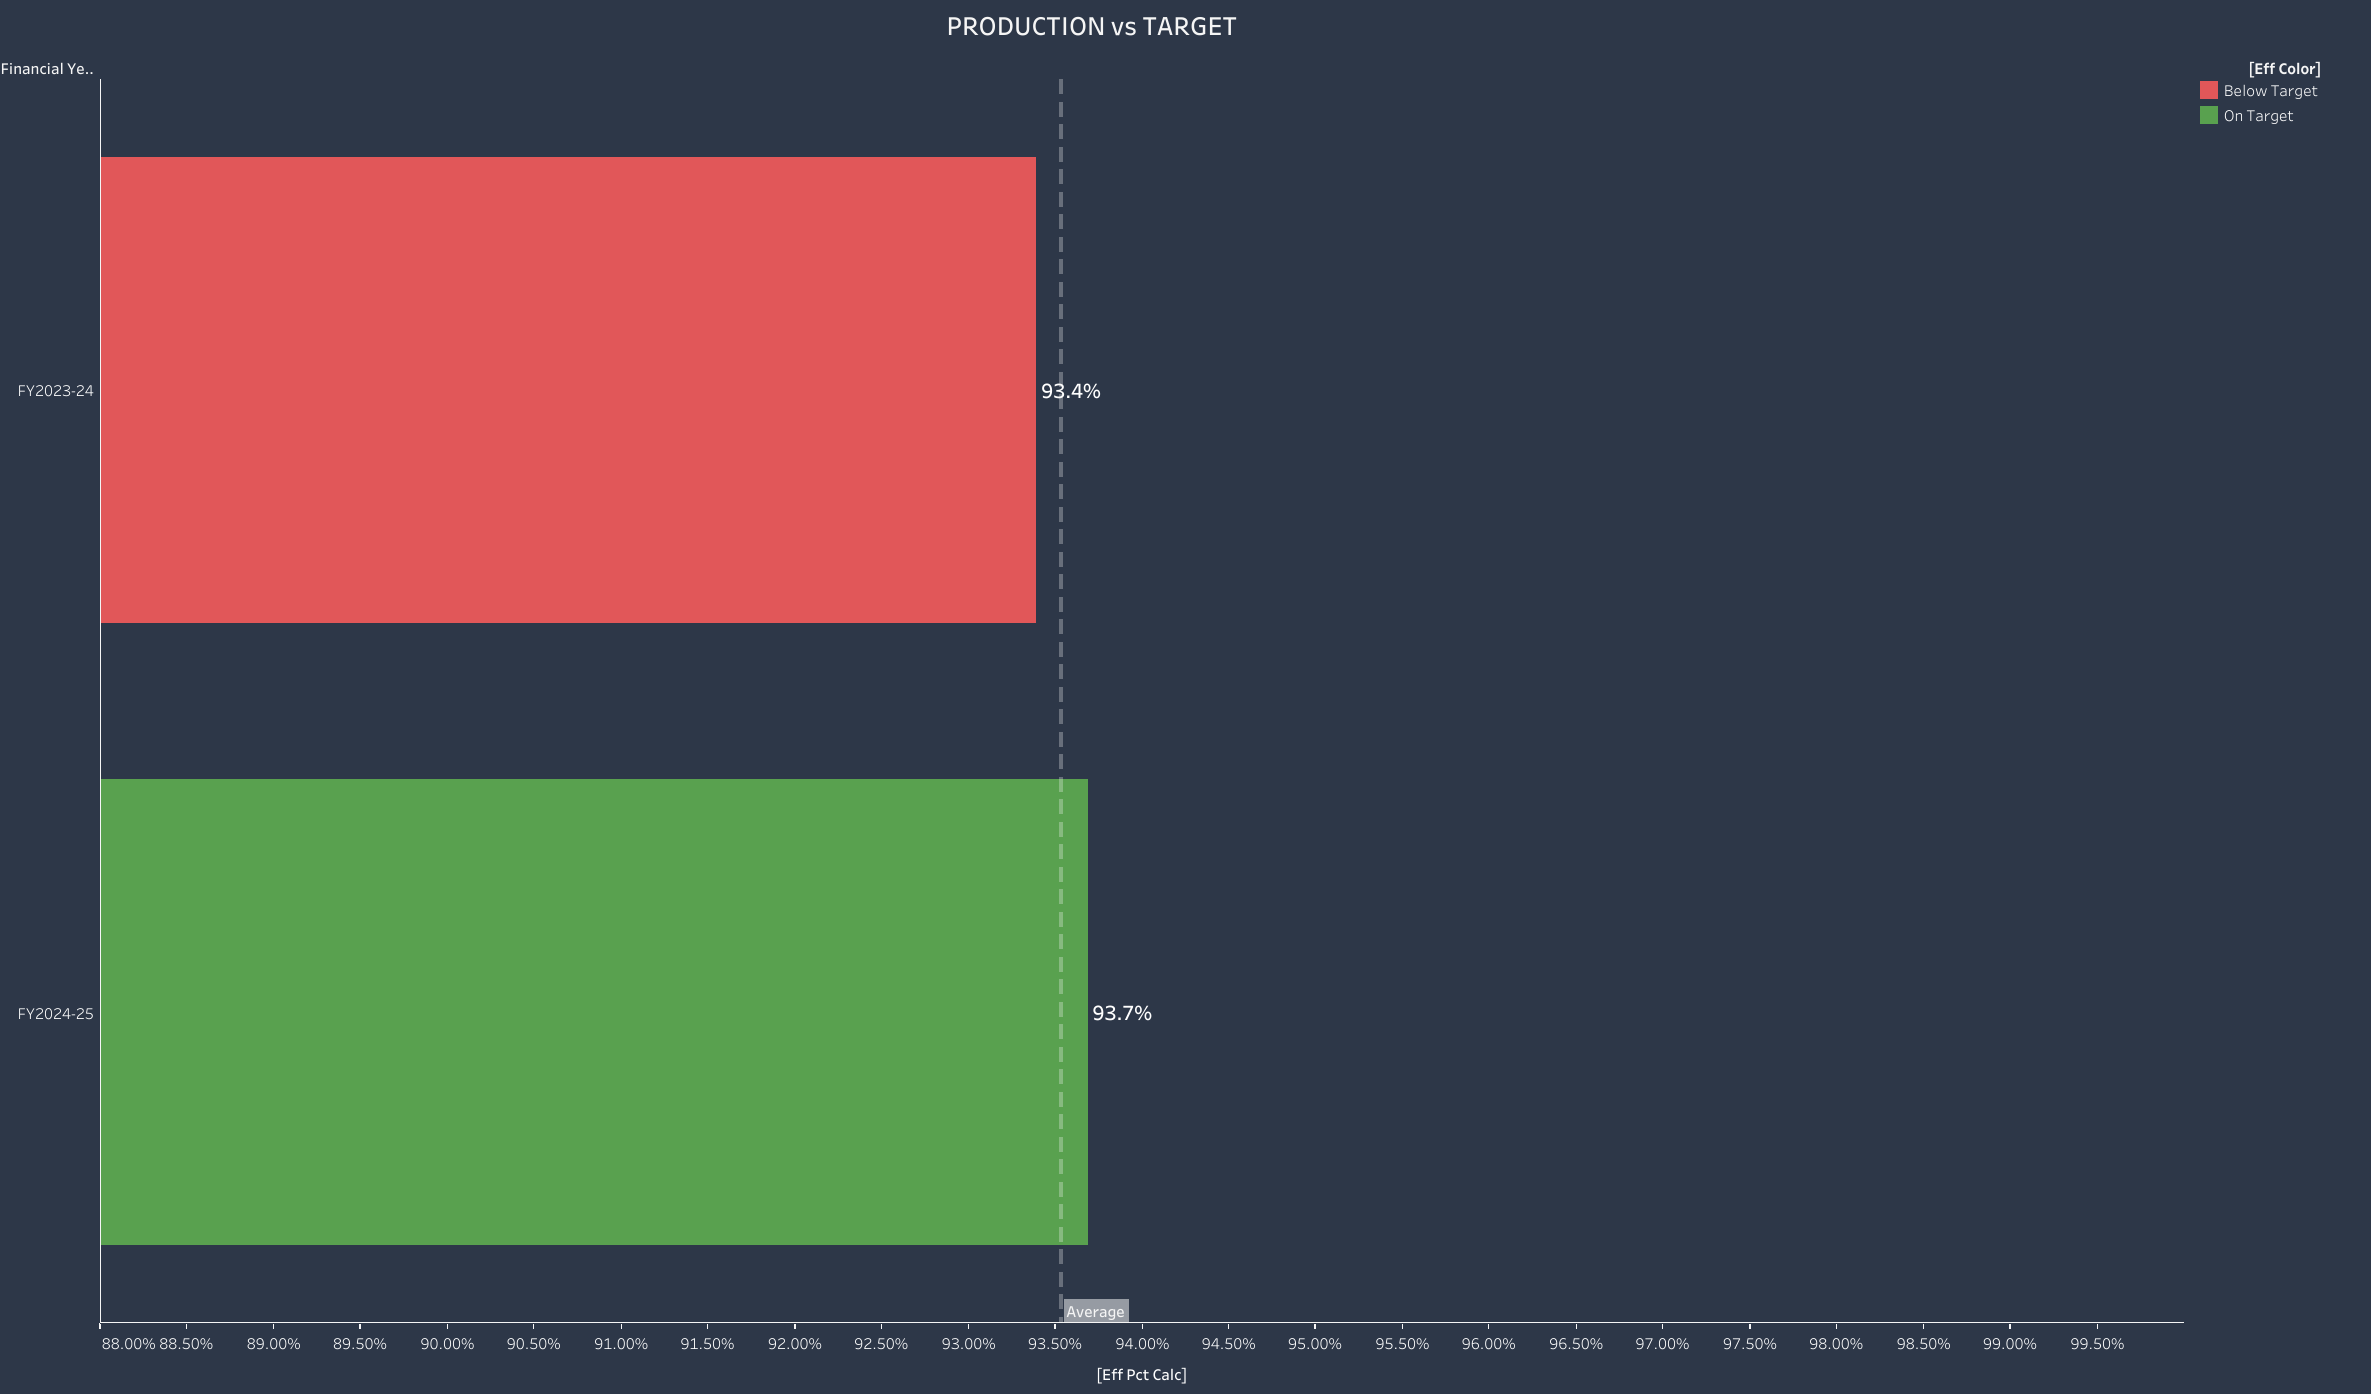 PRODUCTION vs TARGET
Financial Ye..
[Eff Color]
Below Target
On Target
FY2023-24
93.4%
FY2024-25
93.7%
Average
88.00% 88.50% 89.00% 89.50% 90.00% 90.50% 91.00% 91.50% 92.00% 92.50% 93.00% 93.50% 94.00% 94.50% 95.00% 95.50% 96.00% 96.50% 97.00% 97.50% 98.00% 98.50% 99.00% 99.50%
[Eff Pct Calc]